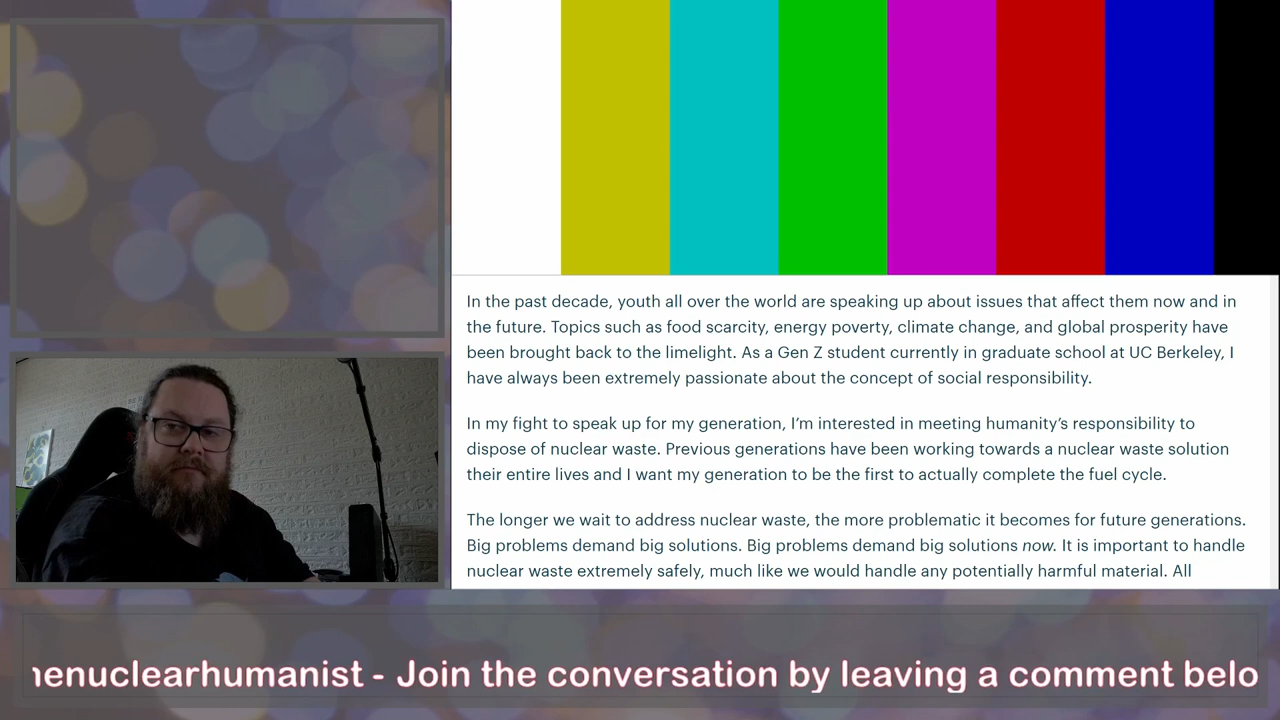 In the past decade, youth all over the world are speaking up about issues that affect them now and in
the future. Topics such as food scarcity, energy poverty, climate change, and global prosperity have
been brought back to the limelight. As a Gen Z student currently in graduate school at UC Berkeley, I
have always been extremely passionate about the concept of social responsibility.
In my fight to speak up for my generation, I’m interested in meeting humanity’s responsibility to
dispose of nuclear waste. Previous generations have been working towards a nuclear waste solution
their entire lives and I want my generation to be the first to actually complete the fuel cycle.
The longer we wait to address nuclear waste, the more problematic it becomes for future generations.
Big problems demand big solutions. Big problems demand big solutions now. It is important to handle
nuclear waste extremely safely, much like we would handle any potentially harmful material. All
henuclearhumanist - Join the conversation by leaving a comment belo